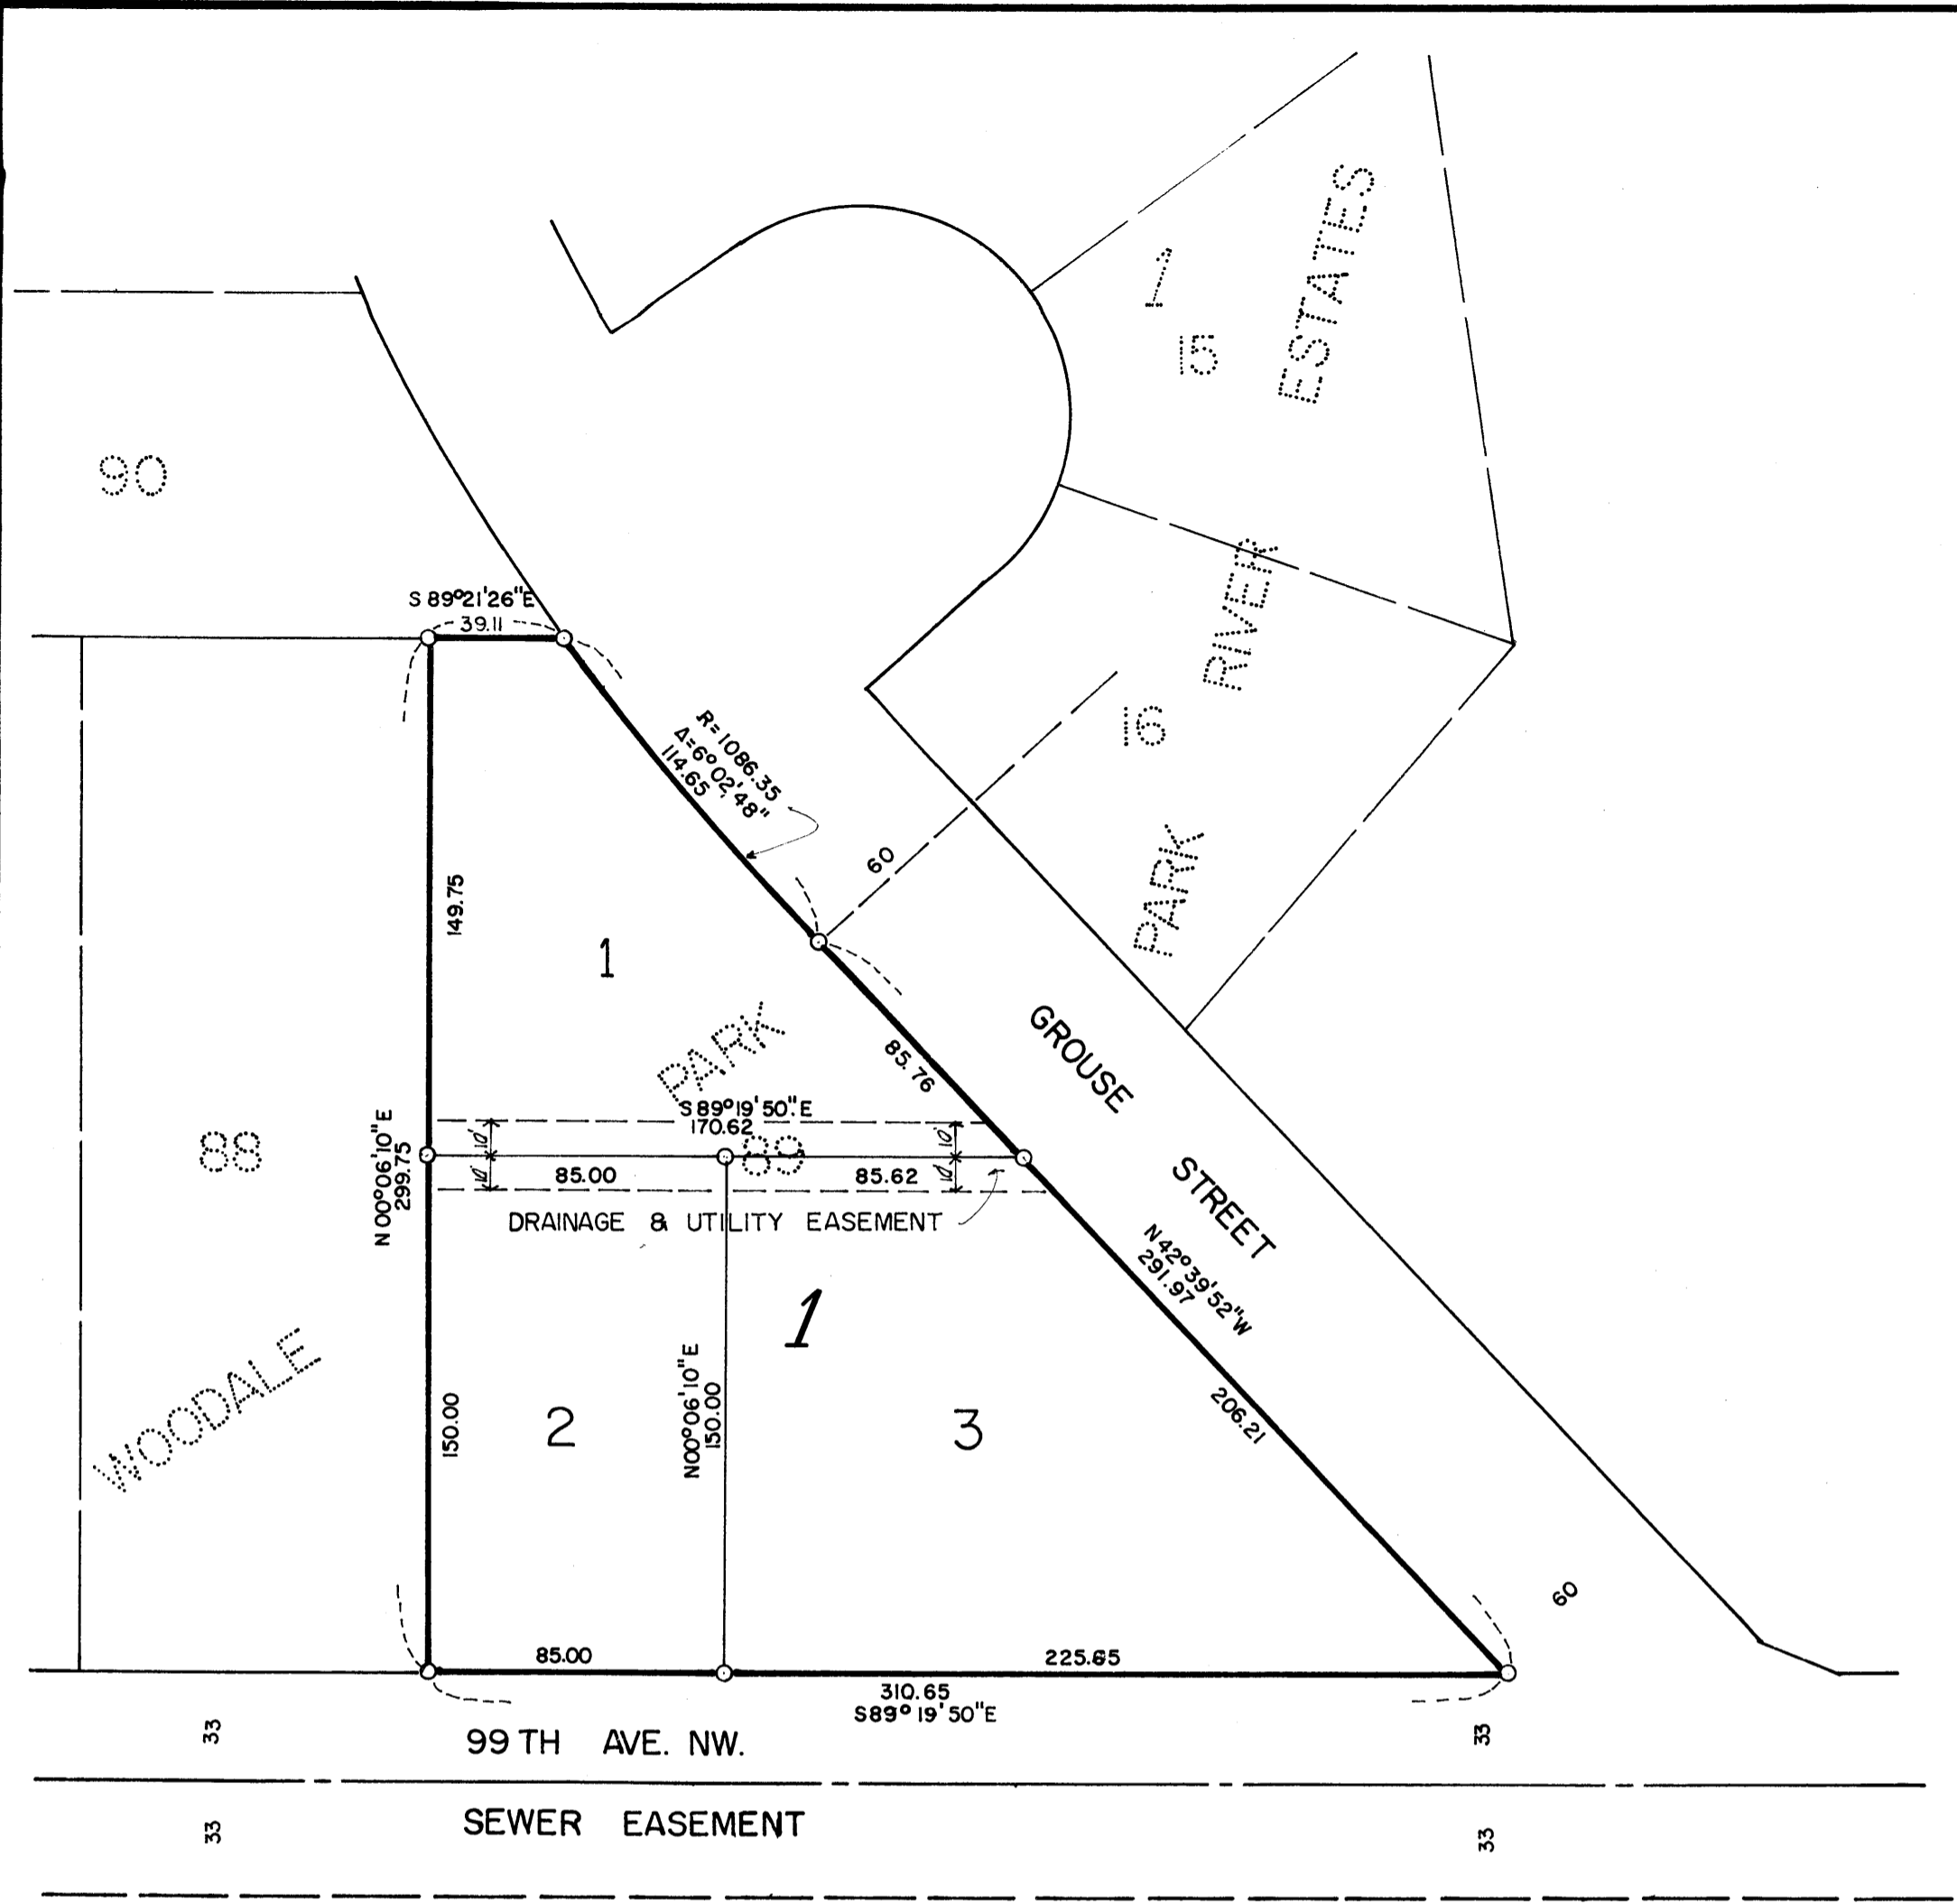 ESTATES
1
15
90
S 89°21'26"E
39.11
RIVER
R=1086.35
Δ=6°02'48"
114.65
16
60
PARK
149.75
1
GROUSE
STREET
PARK
85.76
S89°19'50"E
170.62
88
N00°06'10"E
299.75
10'
10'
10'
10'
89
85.00
85.62
DRAINAGE & UTILITY EASEMENT
N42°39'52"W
291.97
1
WOODALE
N00°06'10"E
150.00
150.00
2
3
206.21
60
85.00
225.65
310.65
S89°19'50"E
33
99TH AVE. NW.
33
33
SEWER EASEMENT
33